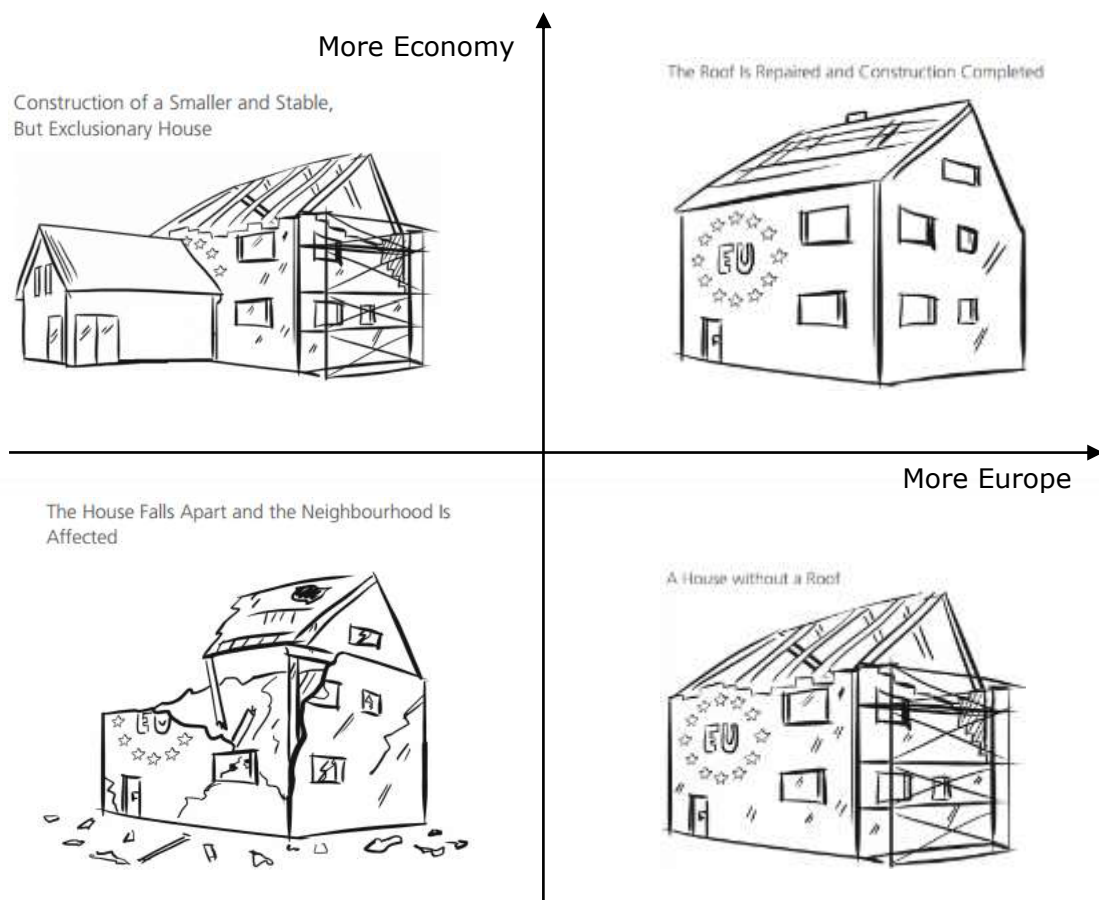 More Economy
The Roof Is Repaired and Construction Completed
Construction of a Smaller and Stable,
But Exclusionary House
EU
More Europe
The House Falls Apart and the Neighbourhood Is
Affected
A House without a Roof
EU
EU